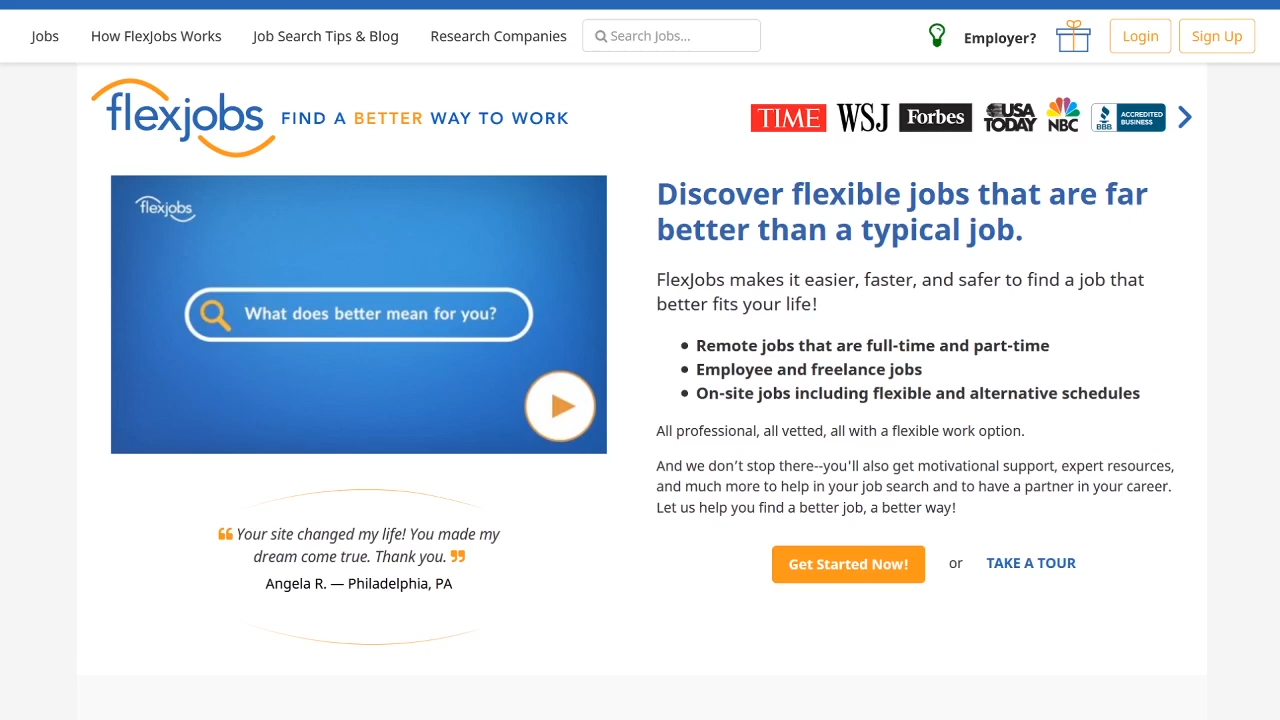 Jobs
How FlexJobs Works
Job Search Tips & Blog
Research Companies
Search Jobs...
Employer?
Login
Sign Up
flexjobs
FIND A BETTER WAY TO WORK
TIME
WSJ
Forbes
USA TODAY
NBC
BBB
ACCREDITED BUSINESS
flexjobs
What does better mean for you?
Discover flexible jobs that are far
better than a typical job.
FlexJobs makes it easier, faster, and safer to find a job that
better fits your life!
Remote jobs that are full-time and part-time
Employee and freelance jobs
On-site jobs including flexible and alternative schedules
All professional, all vetted, all with a flexible work option.
And we don’t stop there--you'll also get motivational support, expert resources,
and much more to help in your job search and to have a partner in your career.
Let us help you find a better job, a better way!
Get Started Now!
or
TAKE A TOUR
❝ Your site changed my life! You made my
dream come true. Thank you. ❞
Angela R. — Philadelphia, PA